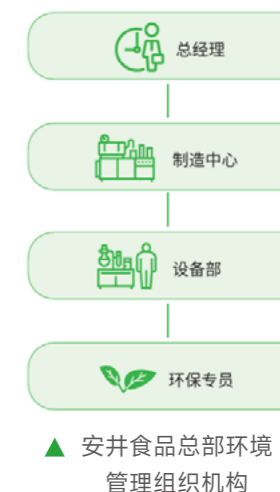 总经理
制造中心
设备部
环保专员
▲ 安井食品总部环境
管理组织机构